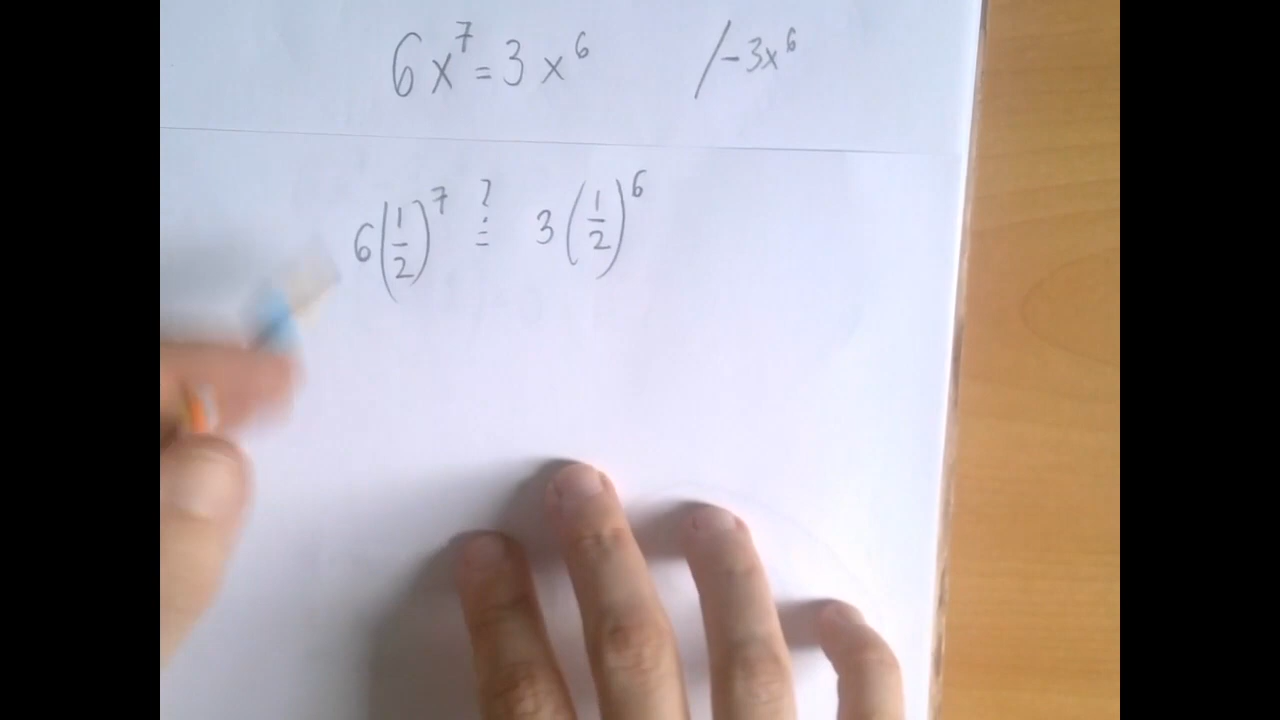 6x⁷ = 3x⁶ /-3x⁶
6(1/2)⁷ ≟ 3(1/2)⁶